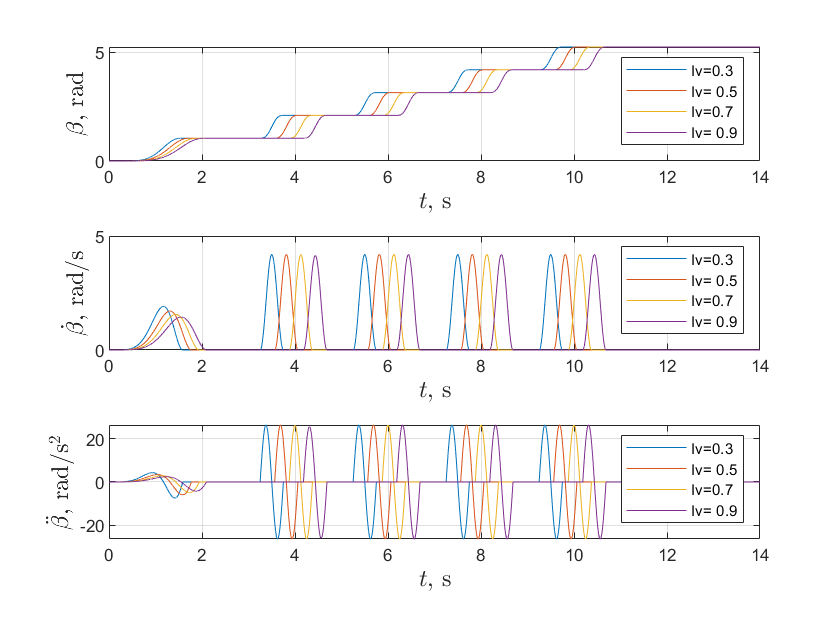 5
0
β, rad
0 2 4 6 8 10 12 14
t, s
lv=0.3
lv= 0.5
lv=0.7
lv= 0.9
5
0
β̇, rad/s
0 2 4 6 8 10 12 14
t, s
lv=0.3
lv= 0.5
lv=0.7
lv= 0.9
20
0
-20
β̈, rad/s²
0 2 4 6 8 10 12 14
t, s
lv=0.3
lv= 0.5
lv=0.7
lv= 0.9